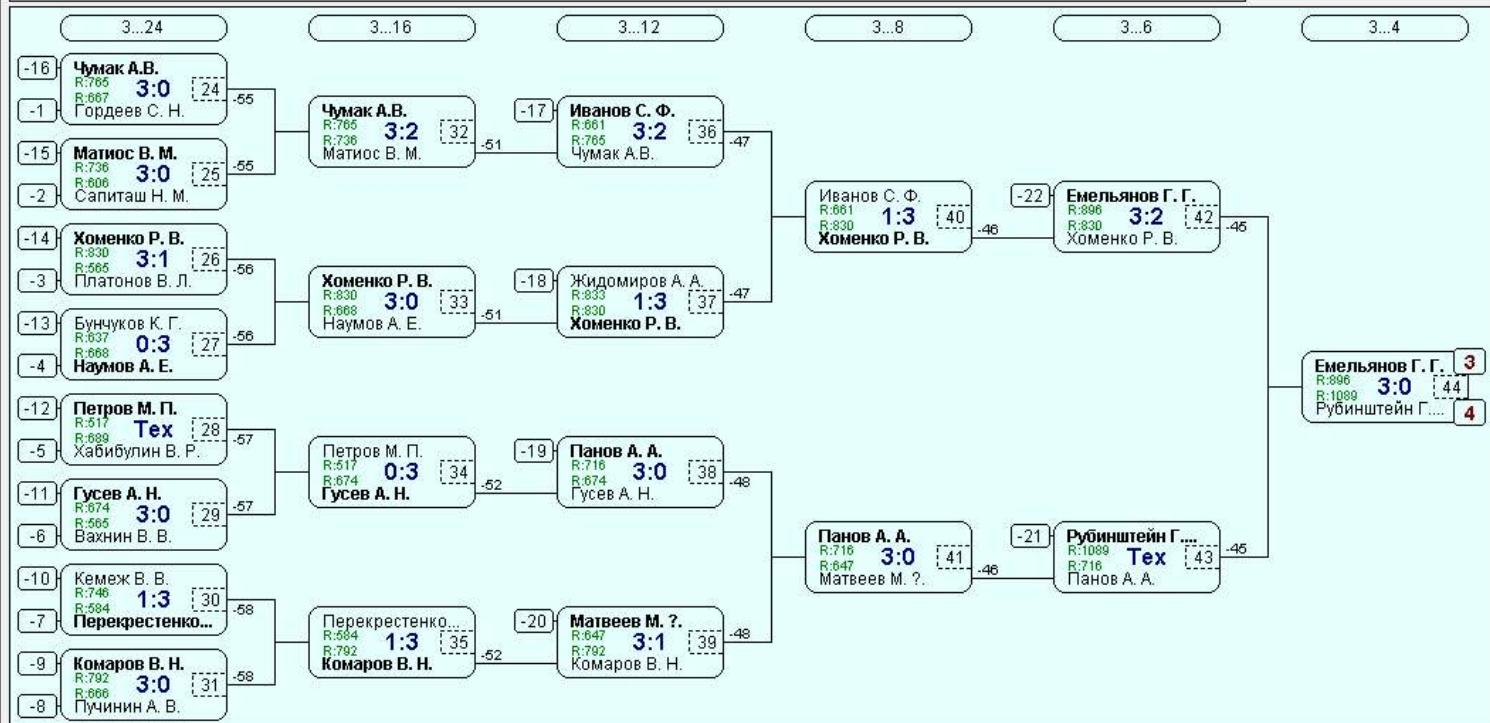 3...24
3...16
3...12
3...8
3...6
3...4
-16
Чумак А.В.
R:765
3:0
24
R:667
-1
Гордеев С. Н.
-55
-15
Матиос В. М.
R:736
3:0
25
R:606
-2
Сапиташ Н. М.
-55
-14
Хоменко Р. В.
R:830
3:1
26
R:565
-3
Платонов В. Л.
-56
-13
Бунчуков К. Г.
R:637
0:3
27
R:668
-4
Наумов А. Е.
-56
-12
Петров М. П.
R:517
Тех
28
R:689
-5
Хабибулин В. Р.
-57
-11
Гусев А. Н.
R:674
3:0
29
R:565
-6
Вахнин В. В.
-57
-10
Кемеж В. В.
R:746
1:3
30
R:584
-7
Перекрестенко...
-58
-9
Комаров В. Н.
R:792
3:0
31
R:666
-8
Пучинин А. В.
-58
Чумак А.В.
R:765
3:2
32
R:736
Матиос В. М.
-51
Хоменко Р. В.
R:830
3:0
33
R:668
Наумов А. Е.
-51
Петров М. П.
R:517
0:3
34
R:674
Гусев А. Н.
-52
Перекрестенко...
R:584
1:3
35
R:792
Комаров В. Н.
-52
-17
Иванов С. Ф.
R:661
3:2
36
R:765
Чумак А.В.
-47
-18
Жидомиров А. А.
R:833
1:3
37
R:830
Хоменко Р. В.
-47
-19
Панов А. А.
R:716
3:0
38
R:674
Гусев А. Н.
-48
-20
Матвеев М. ?.
R:647
3:1
39
R:792
Комаров В. Н.
-48
Иванов С. Ф.
R:661
1:3
40
R:830
Хоменко Р. В.
-46
Панов А. А.
R:716
3:0
41
R:647
Матвеев М. ?.
-46
-22
Емельянов Г. Г.
R:896
3:2
42
R:830
Хоменко Р. В.
-45
-21
Рубинштейн Г....
R:1089
Тех
43
R:716
Панов А. А.
-45
Емельянов Г. Г.
3
R:896
3:0
44
R:1089
Рубинштейн Г....
4